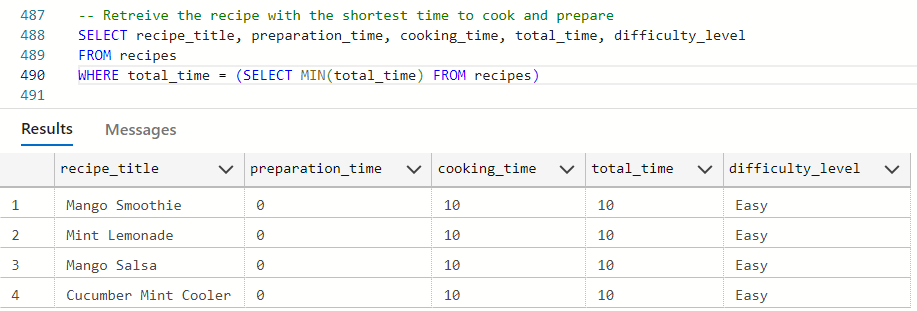 487 -- Retreive the recipe with the shortest time to cook and prepare
488 SELECT recipe_title, preparation_time, cooking_time, total_time, difficulty_level
489 FROM recipes
490 WHERE total_time = (SELECT MIN(total_time) FROM recipes)
491
Results Messages
recipe_title preparation_time cooking_time total_time difficulty_level
1 Mango Smoothie 0 10 10 Easy
2 Mint Lemonade 0 10 10 Easy
3 Mango Salsa 0 10 10 Easy
4 Cucumber Mint Cooler 0 10 10 Easy